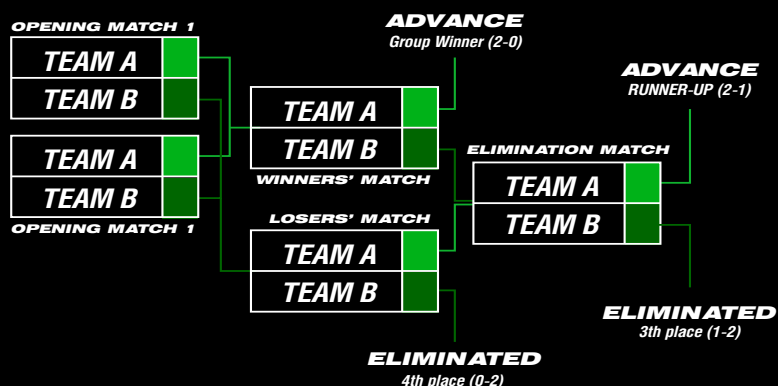 OPENING MATCH 1
TEAM A
TEAM B
TEAM A
TEAM B
OPENING MATCH 1
ADVANCE
Group Winner (2-0)
TEAM A
TEAM B
WINNERS' MATCH
LOSERS' MATCH
TEAM A
TEAM B
ELIMINATED
4th place (0-2)
ADVANCE
RUNNER-UP (2-1)
ELIMINATION MATCH
TEAM A
TEAM B
ELIMINATED
3th place (1-2)